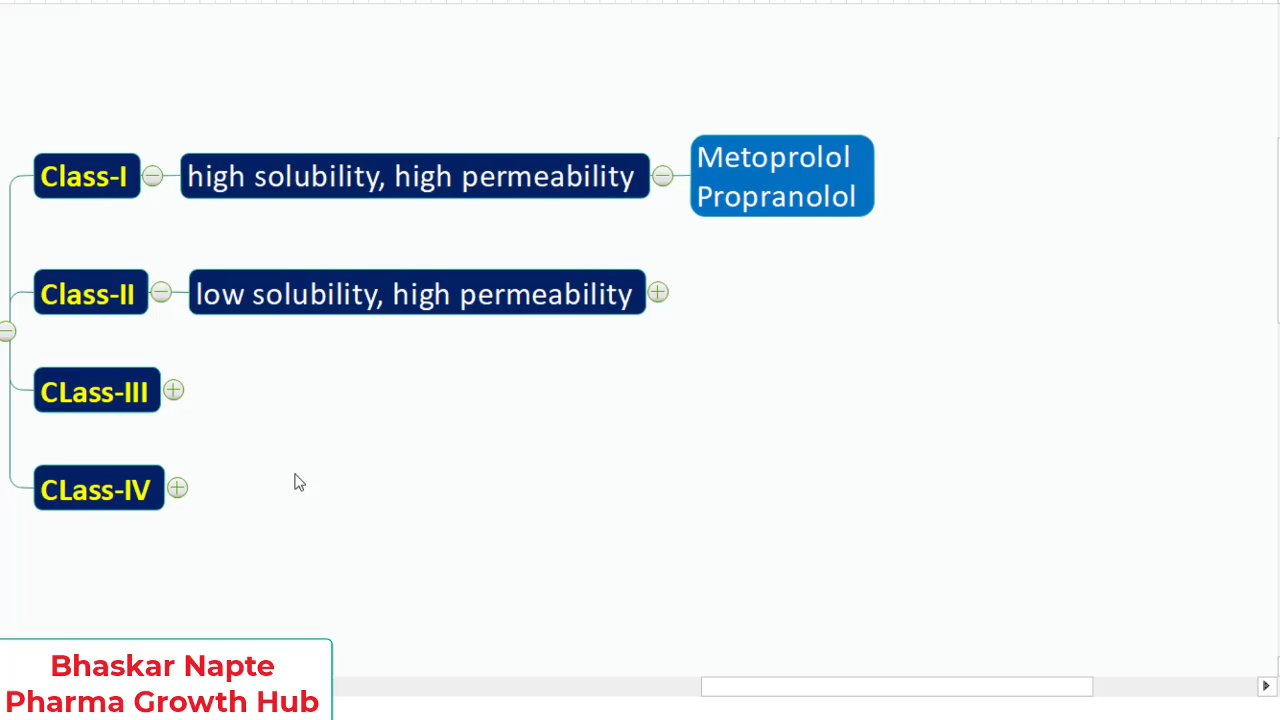 Class-I
high solubility, high permeability
Metoprolol
Propranolol
Class-II
low solubility, high permeability
CLass-III
CLass-IV
Bhaskar Napte
Pharma Growth Hub